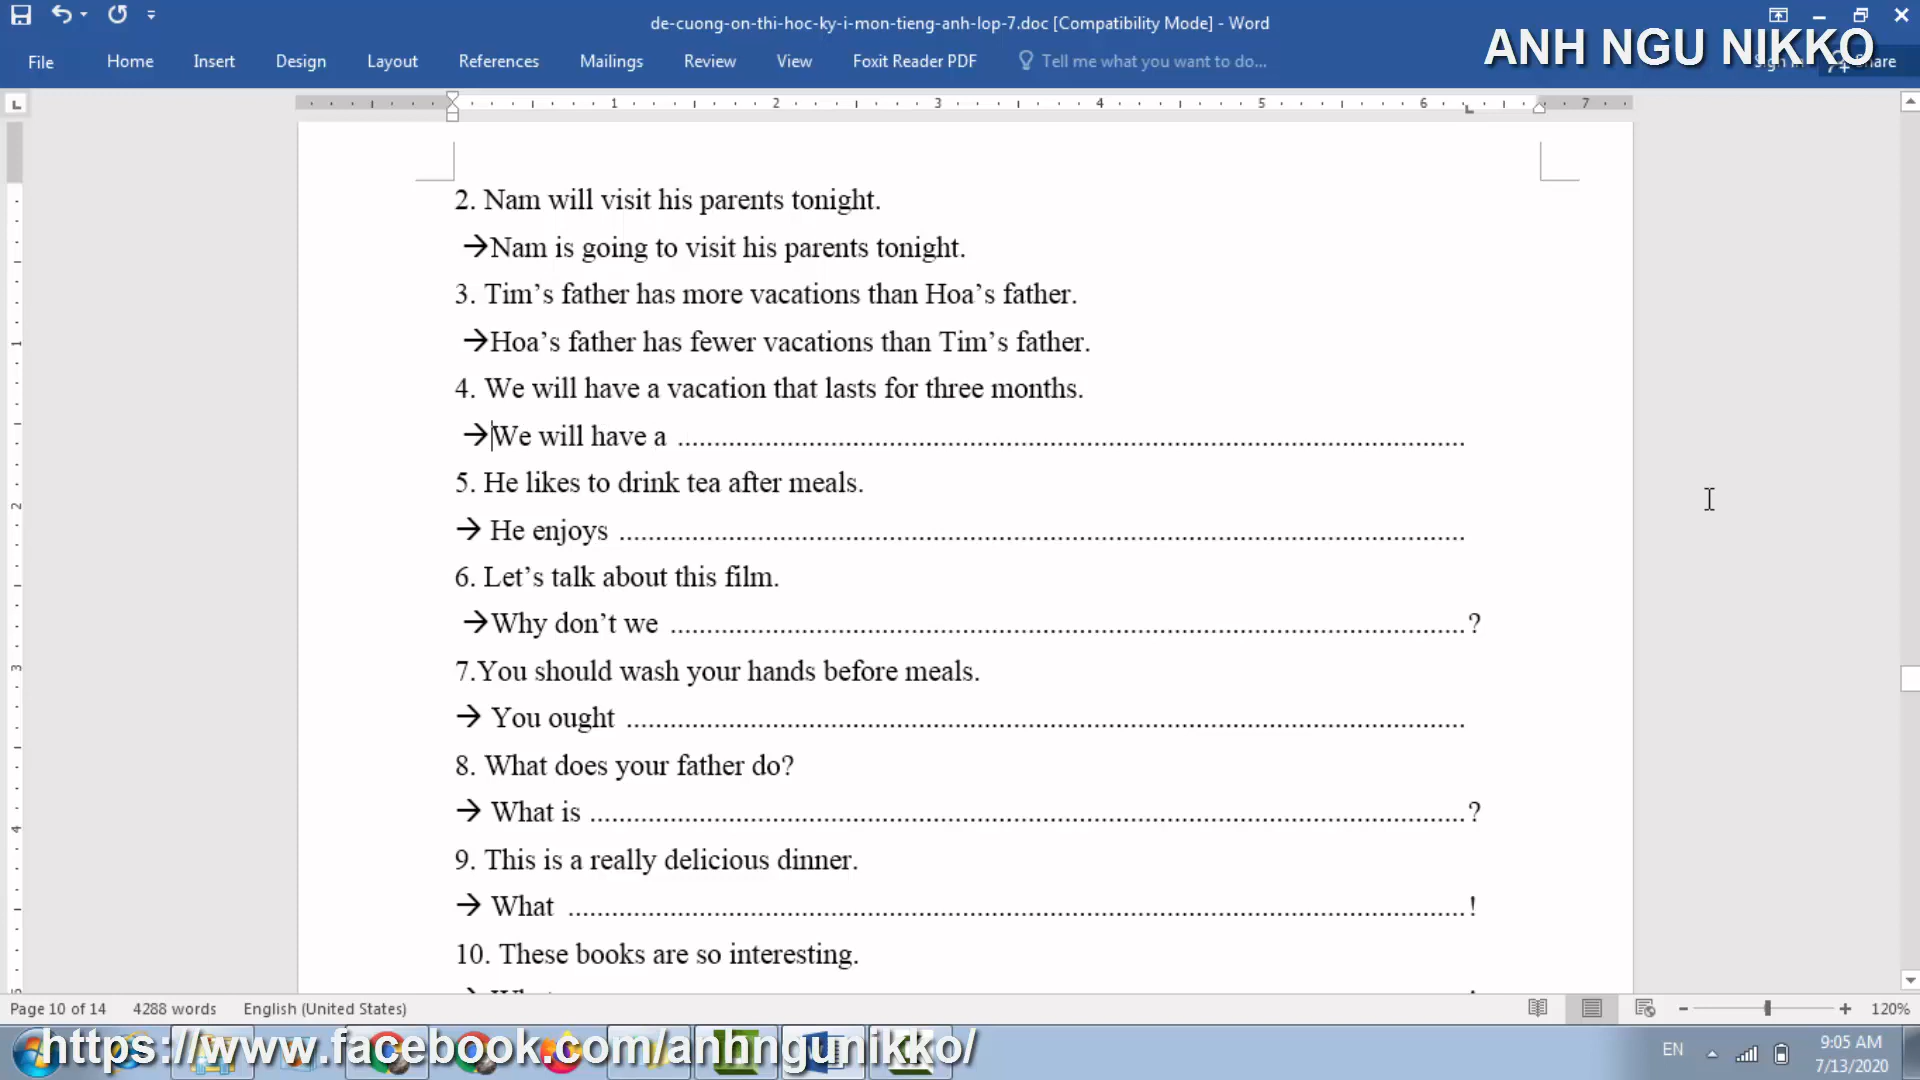 de-cuong-on-thi-hoc-ky-i-mon-tieng-anh-lop-7.doc [Compatibility Mode] - Word
ANH NGU NIKKO
File Home Insert Design Layout References Mailings Review View Foxit Reader PDF Tell me what you want to do...
1 2 3 4 5 6 7
2. Nam will visit his parents tonight.
→Nam is going to visit his parents tonight.
3. Tim’s father has more vacations than Hoa’s father.
→Hoa’s father has fewer vacations than Tim’s father.
4. We will have a vacation that lasts for three months.
→We will have a ..........................................................................................................
5. He likes to drink tea after meals.
→ He enjoys ..................................................................................................................
6. Let’s talk about this film.
→Why don’t we ...........................................................................................................?
7.You should wash your hands before meals.
→ You ought .................................................................................................................
8. What does your father do?
→ What is ......................................................................................................................?
9. This is a really delicious dinner.
→ What .........................................................................................................................!
10. These books are so interesting.
Page 10 of 14 4288 words English (United States) 120%
https://www.facebook.com/anhngunikko/
EN 9:05 AM
7/13/2020